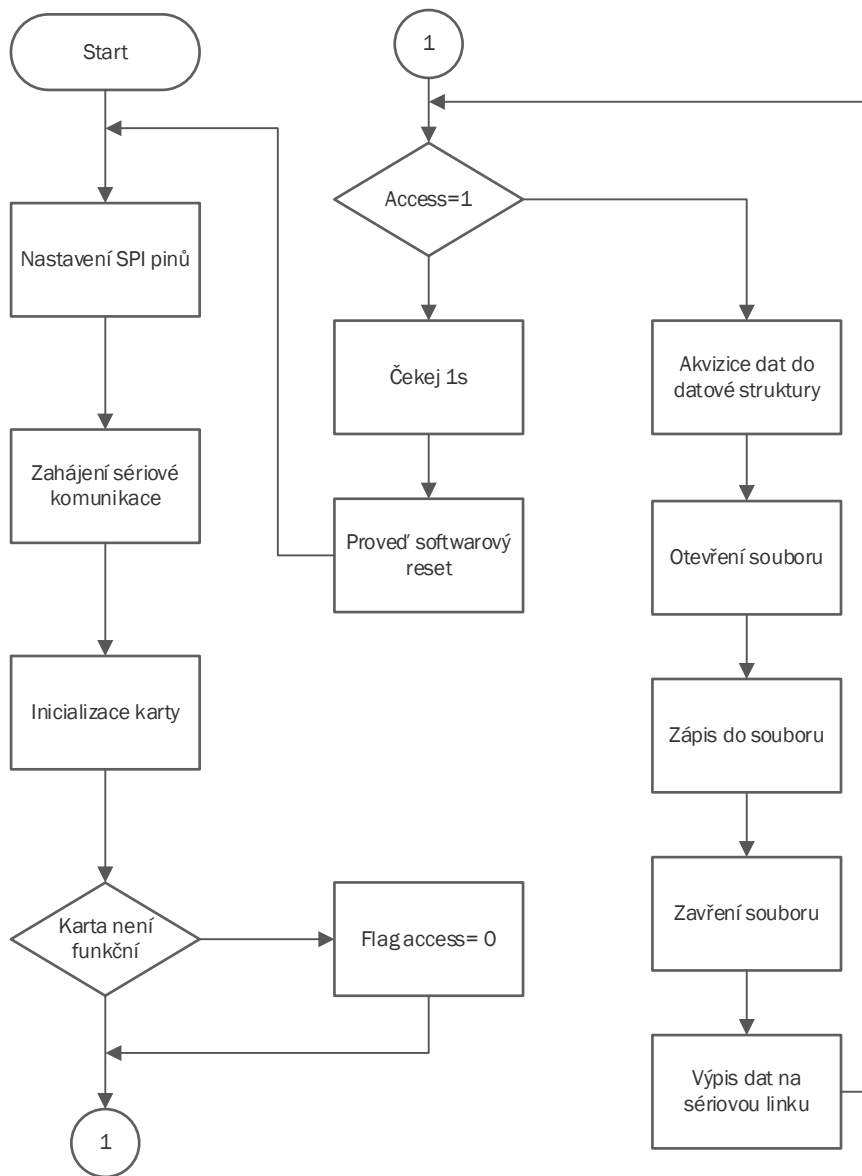 Start
Nastavení SPI pinů
Zahájení sériové
komunikace
Inicializace karty
Karta není
funkční
Flag access= 0
1
1
Access=1
Čekej 1s
Proveď softwarový
reset
Akvizice dat do
datové struktury
Otevření souboru
Zápis do souboru
Zavření souboru
Výpis dat na
sériovou linku